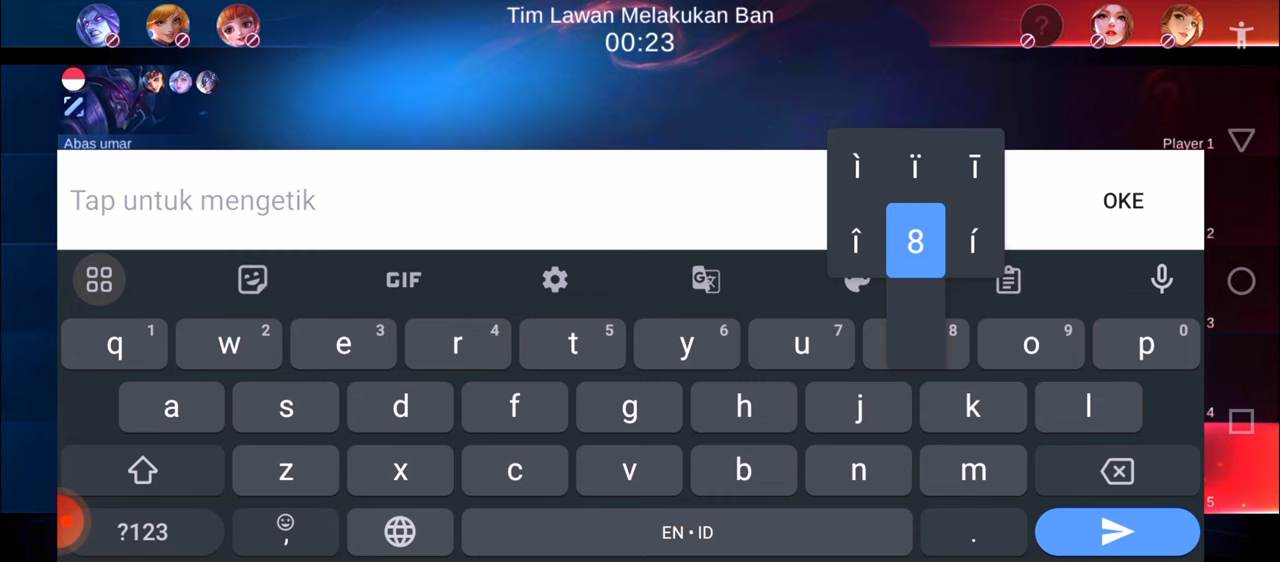 Tim Lawan Melakukan Ban
00:23
?
Abas umar
Player 1
Tap untuk mengetik
OKE
ì ï ī
î 8 í
2
GIF
G
3
q 1 w 2 e 3 r 4 t 5 y 6 u 7 8 o 9 p 0
a s d f g h j k l
4
z x c v b n m
5
?123 , EN • ID .